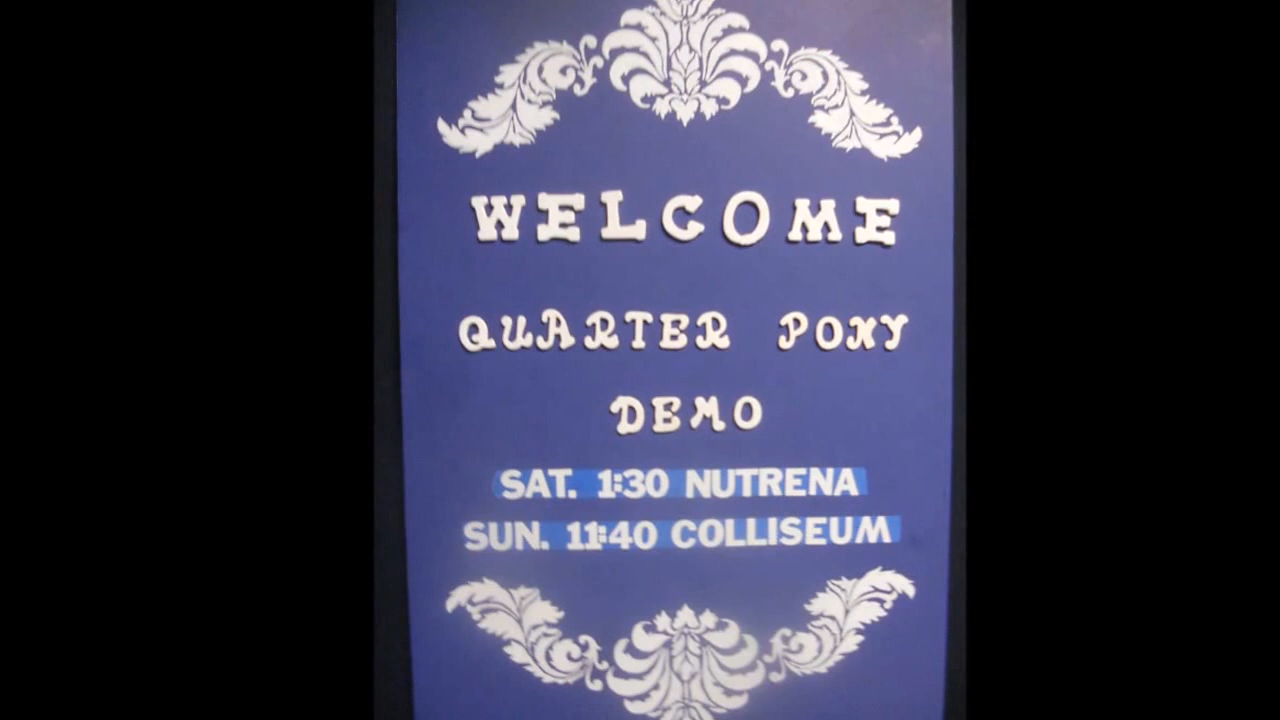 WELCOME
QUARTER PONY
DEMO
SAT. 1:30 NUTRENA
SUN. 11:40 COLLISEUM